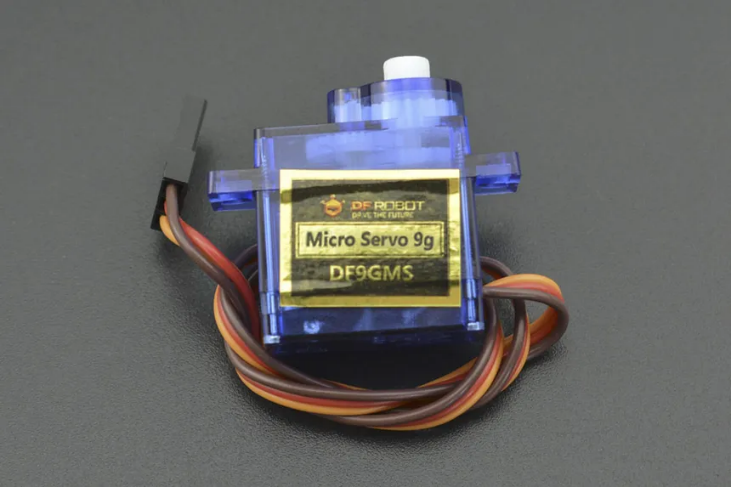 DF ROBOT
DRIVE THE FUTURE
Micro Servo 9g
DF9GMS